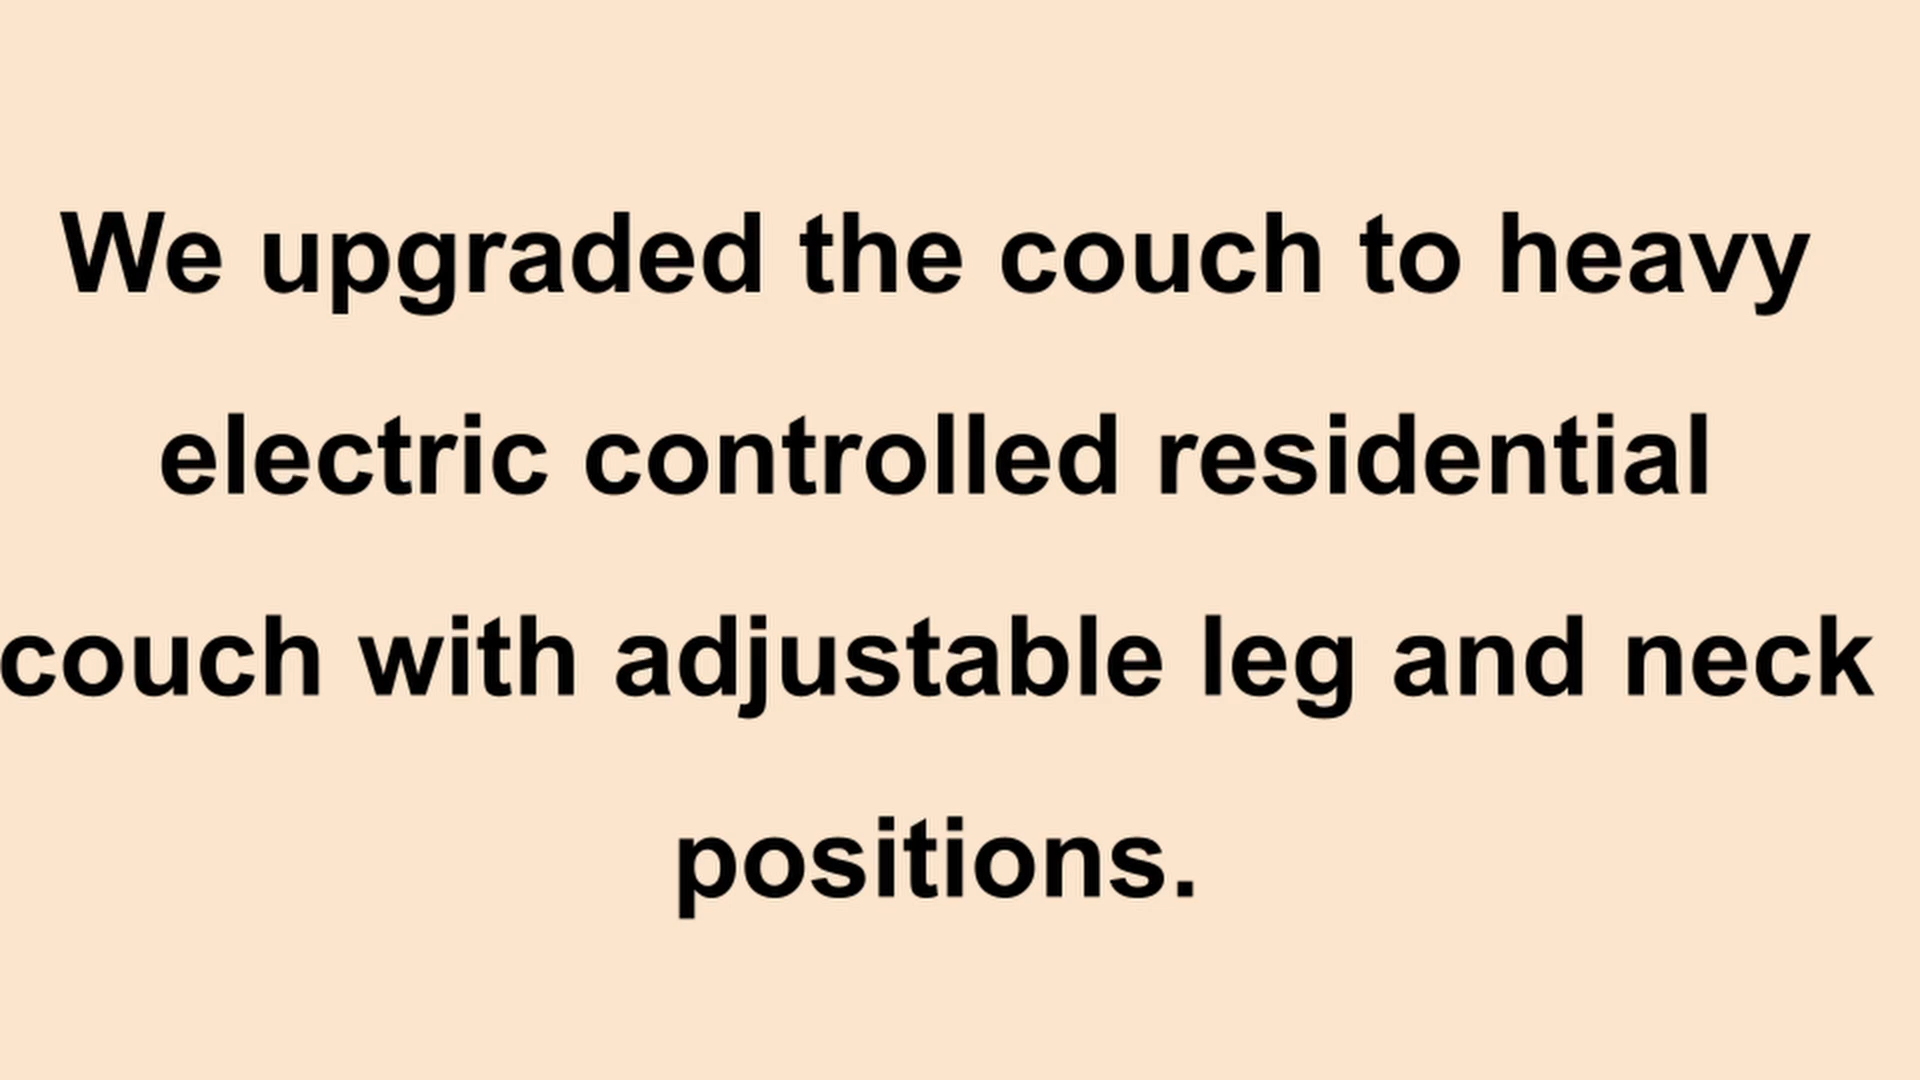 We upgraded the couch to heavy
electric controlled residential
couch with adjustable leg and neck
positions.